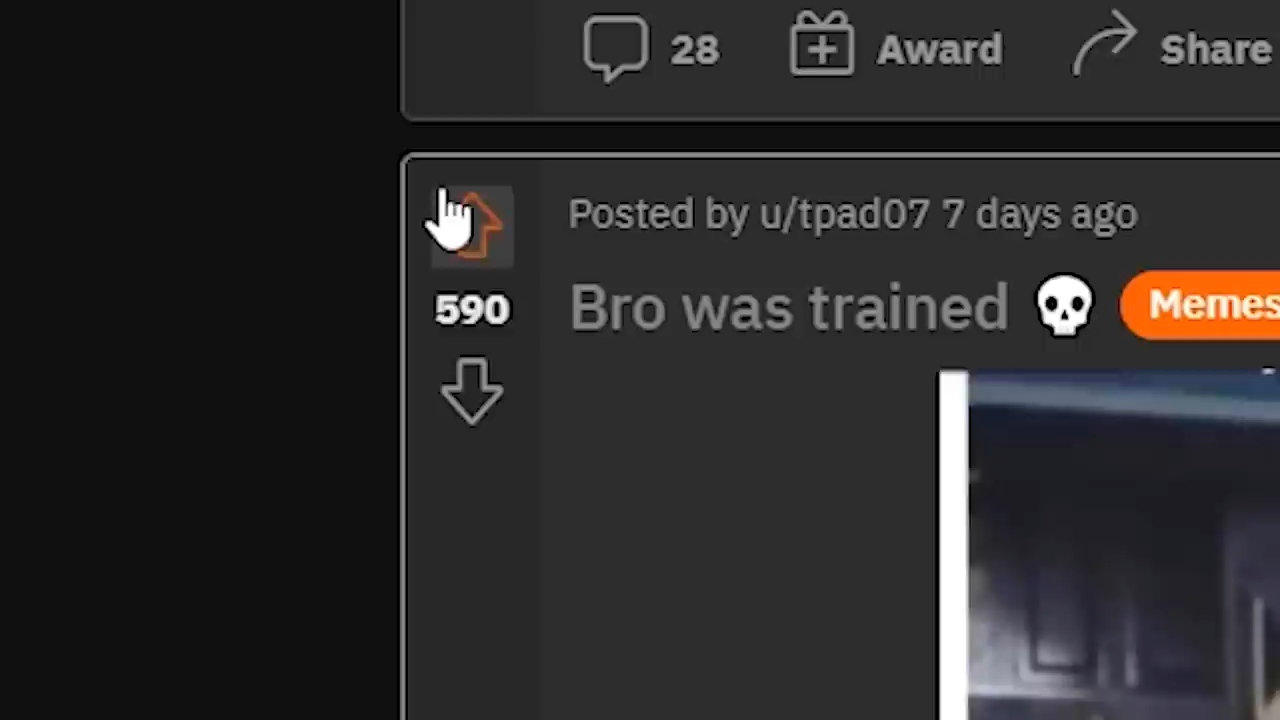 28 Award Share
Posted by u/tpad07 7 days ago
590
Bro was trained 💀 Memes